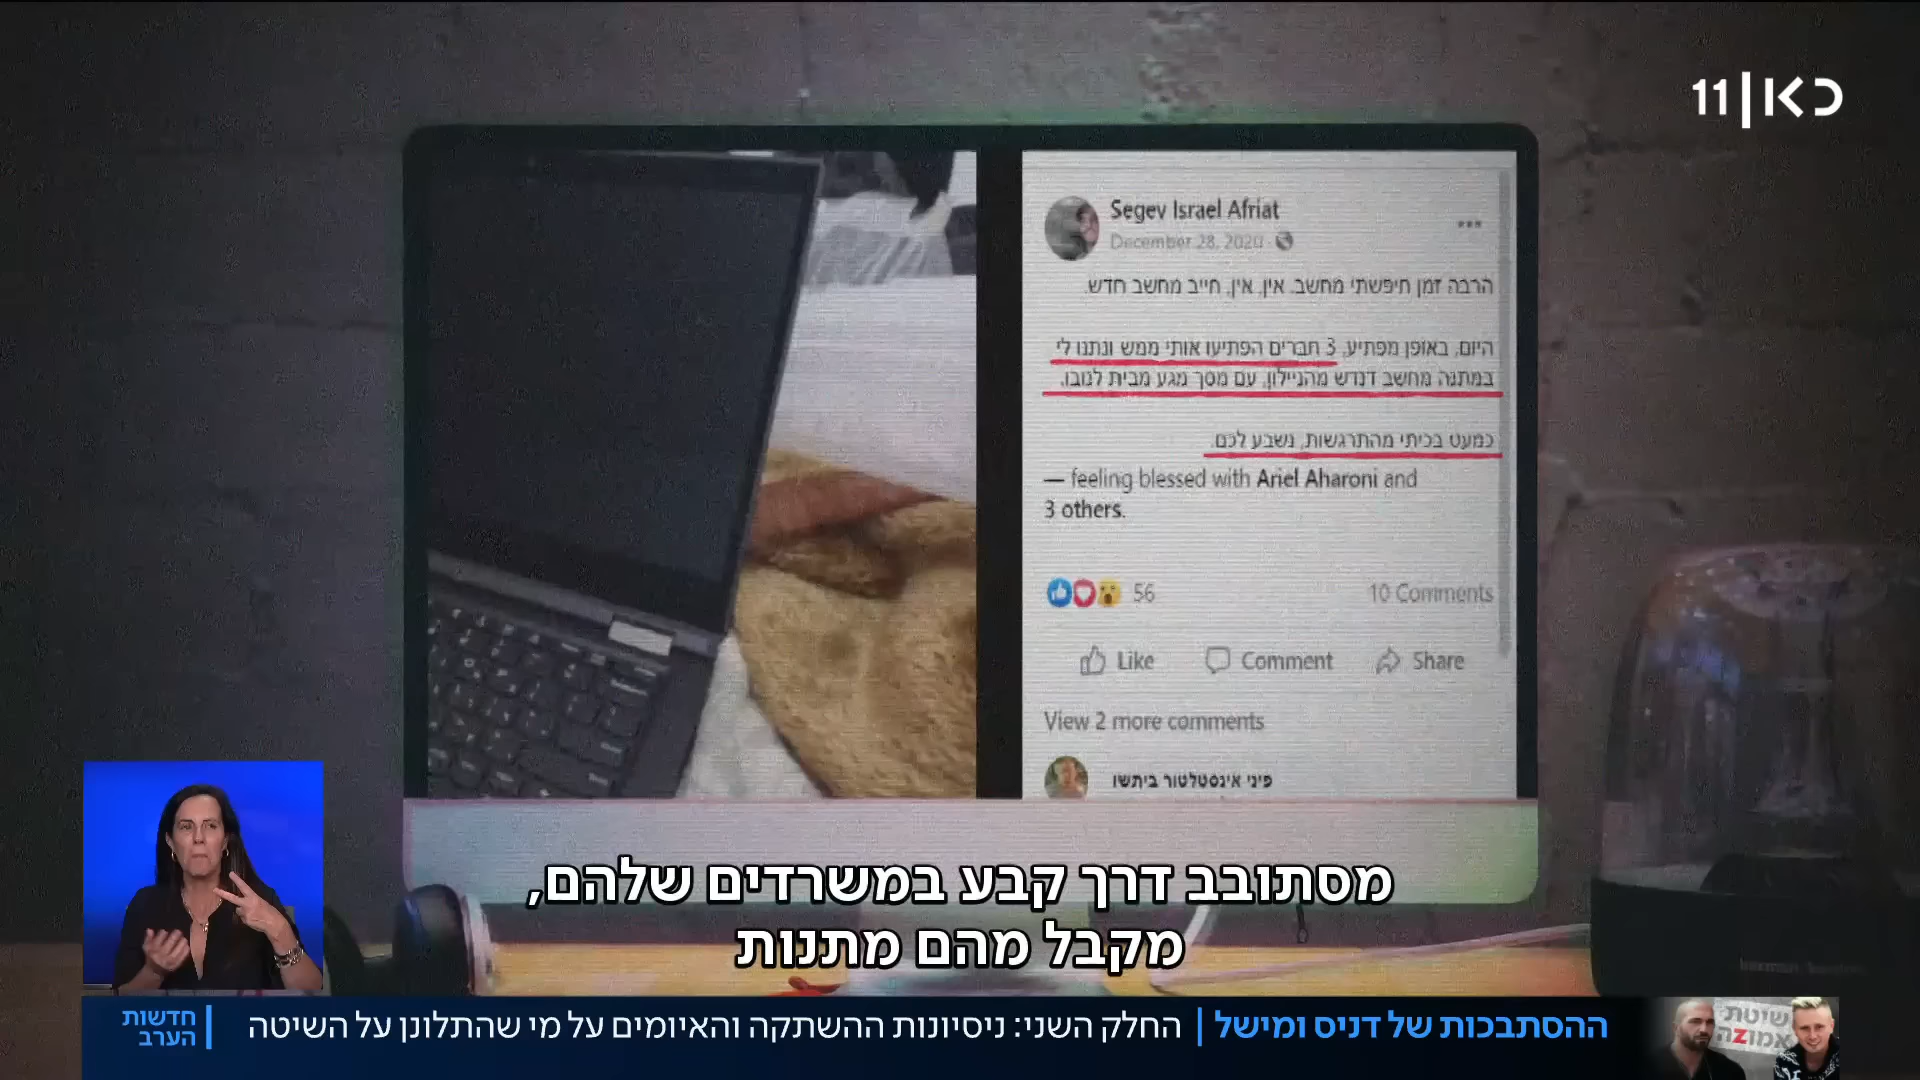 כאן 11
Segev Israel Afriat
December 28, 2020
הרבה זמן חיפשתי מחשב. אין, אין, חייב מחשב חדש.
היום, באופן מפתיע, 3 חברים הפתיעו אותי ממש ונתנו לי
במתנה מחשב דנדש מהניילון, עם מסך מגע מבית לנובו.
כמעט בכיתי מהתרגשות, נשבע לכם.
— feeling blessed with Ariel Aharoni and
3 others.
56
10 Comments
Like Comment Share
View 2 more comments
פיני אינסטלטור ביתשו
מסתובב דרך קבע במשרדים שלהם,
מקבל מהם מתנות
ההסתבכות של דניס ומישל | החלק השני: ניסיונות ההשתקה והאיומים על מי שהתלונן על השיטה
חדשות
הערב
שיטת
אמוZה